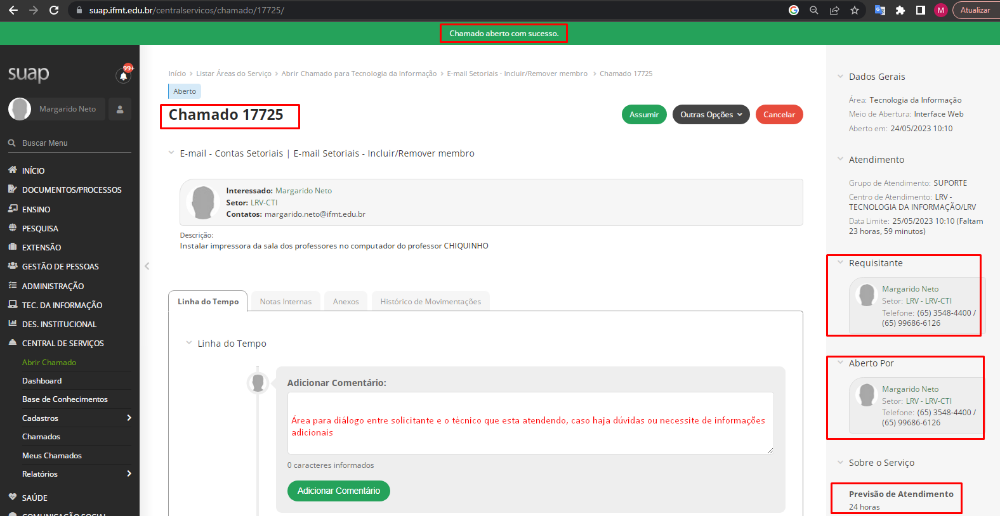 suap.ifmt.edu.br/centralservicos/chamado/17725/
M
Atualizar
Chamado aberto com sucesso.
suap
99+
Margarido Neto
Buscar Menu
INÍCIO
DOCUMENTOS/PROCESSOS
ENSINO
PESQUISA
EXTENSÃO
GESTÃO DE PESSOAS
ADMINISTRAÇÃO
TEC. DA INFORMAÇÃO
DES. INSTITUCIONAL
CENTRAL DE SERVIÇOS
Abrir Chamado
Dashboard
Base de Conhecimentos
Cadastros
Chamados
Meus Chamados
Relatórios
SAÚDE
COMUNICAÇÃO SOCIAL
Início > Listar Áreas do Serviço > Abrir Chamado para Tecnologia da Informação > E-mail Setoriais - Incluir/Remover membro > Chamado 17725
Aberto
Chamado 17725
Assumir
Outras Opções
Cancelar
E-mail - Contas Setoriais | E-mail Setoriais - Incluir/Remover membro
Interessado: Margarido Neto
Setor: LRV-CTI
Contatos: margarido.neto@ifmt.edu.br
Descrição:
Instalar impressora da sala dos professores no computador do professor CHIQUINHO
Linha do Tempo
Notas Internas
Anexos
Histórico de Movimentações
Linha do Tempo
Adicionar Comentário:
Área para diálogo entre solicitante e o técnico que esta atendendo, caso haja dúvidas ou necessite de informações
adicionais
0 caracteres informados
Adicionar Comentário
Dados Gerais
Área: Tecnologia da Informação
Meio de Abertura: Interface Web
Aberto em: 24/05/2023 10:10
Atendimento
Grupo de Atendimento: SUPORTE
Centro de Atendimento: LRV -
TECNOLOGIA DA INFORMAÇÃO/LRV
Data Limite: 25/05/2023 10:10 (Faltam
23 horas, 59 minutos)
Requisitante
Margarido Neto
Setor: LRV - LRV-CTI
Telefone: (65) 3548-4400 /
(65) 99686-6126
Aberto Por
Margarido Neto
Setor: LRV - LRV-CTI
Telefone: (65) 3548-4400 /
(65) 99686-6126
Sobre o Serviço
Previsão de Atendimento
24 horas